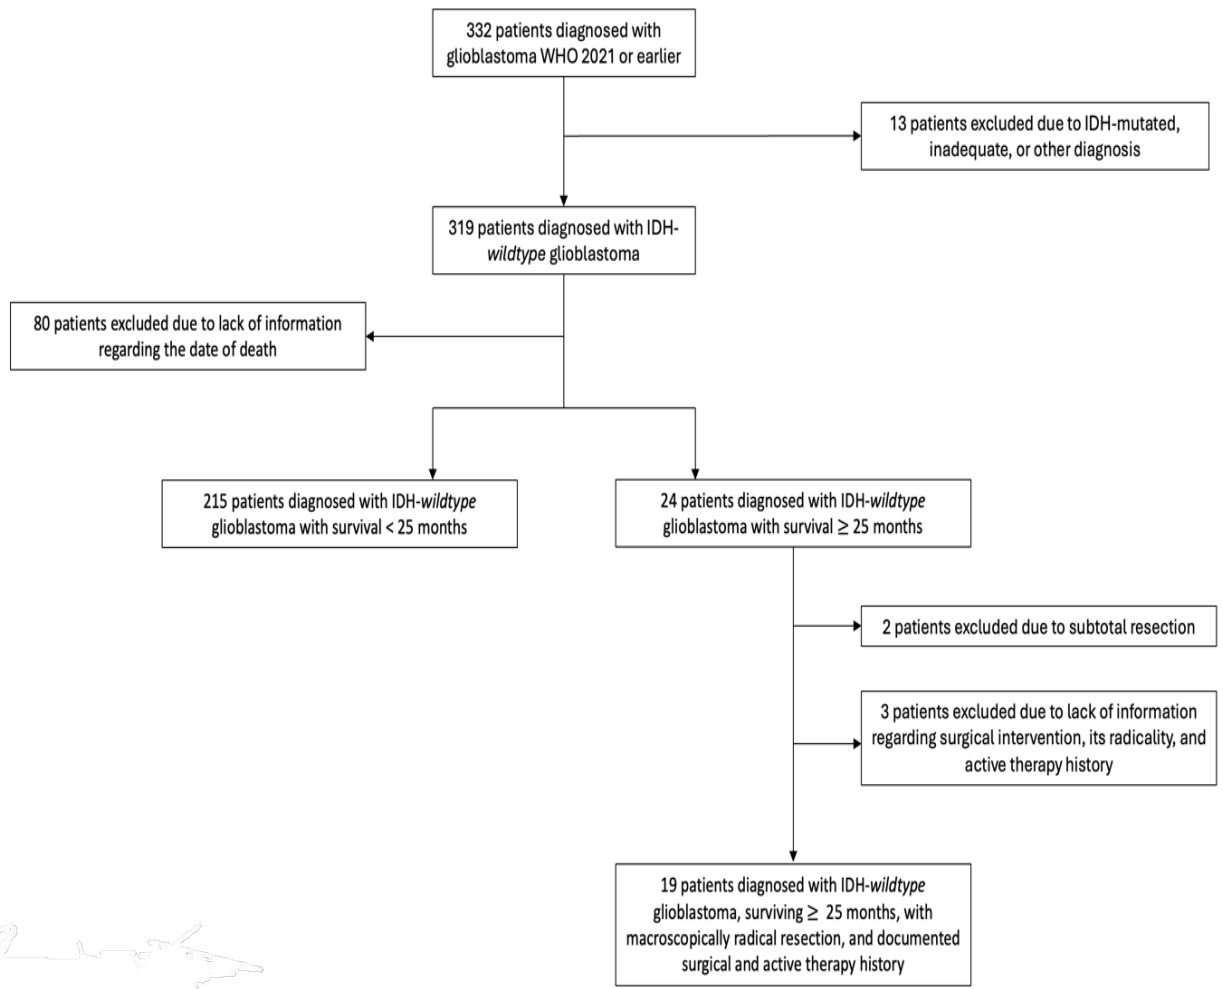 332 patients diagnosed with
glioblastoma WHO 2021 or earlier
13 patients excluded due to IDH-mutated,
inadequate, or other diagnosis
319 patients diagnosed with IDH-
wildtype glioblastoma
80 patients excluded due to lack of information
regarding the date of death
215 patients diagnosed with IDH-wildtype
glioblastoma with survival < 25 months
24 patients diagnosed with IDH-wildtype
glioblastoma with survival ≥ 25 months
2 patients excluded due to subtotal resection
3 patients excluded due to lack of information
regarding surgical intervention, its radicality, and
active therapy history
19 patients diagnosed with IDH-wildtype
glioblastoma, surviving ≥ 25 months, with
macroscopically radical resection, and documented
surgical and active therapy history